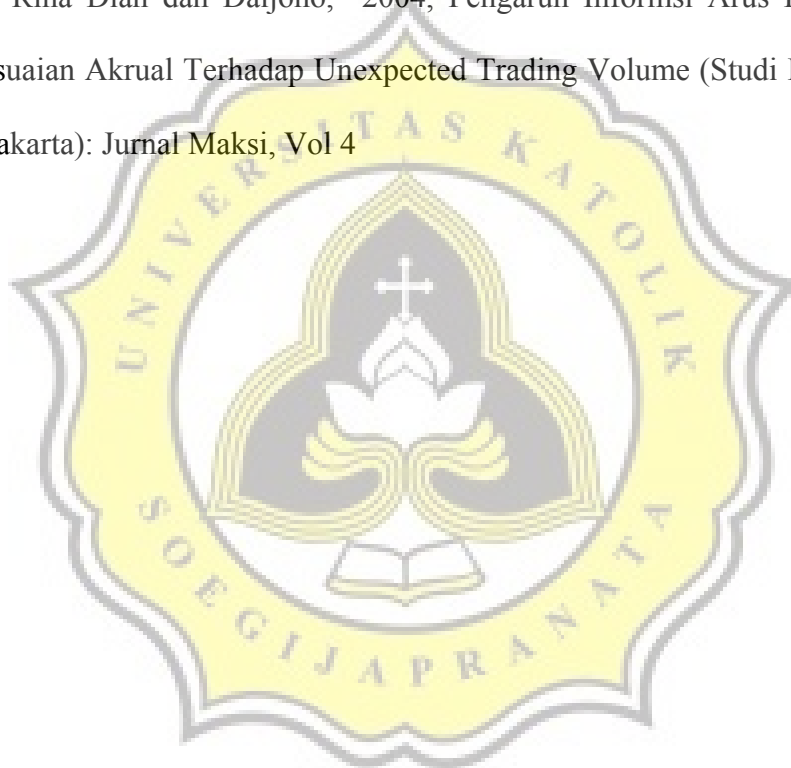 Rina Dian dan Daljono, 2004, Pengaruh Informsi Arus
suaian Akrual Terhadap Unexpected Trading Volume (Studi
akarta): Jurnal Maksi, Vol 4
UNIVERSITAS KATOLIK
SOEGIJAPRANATA